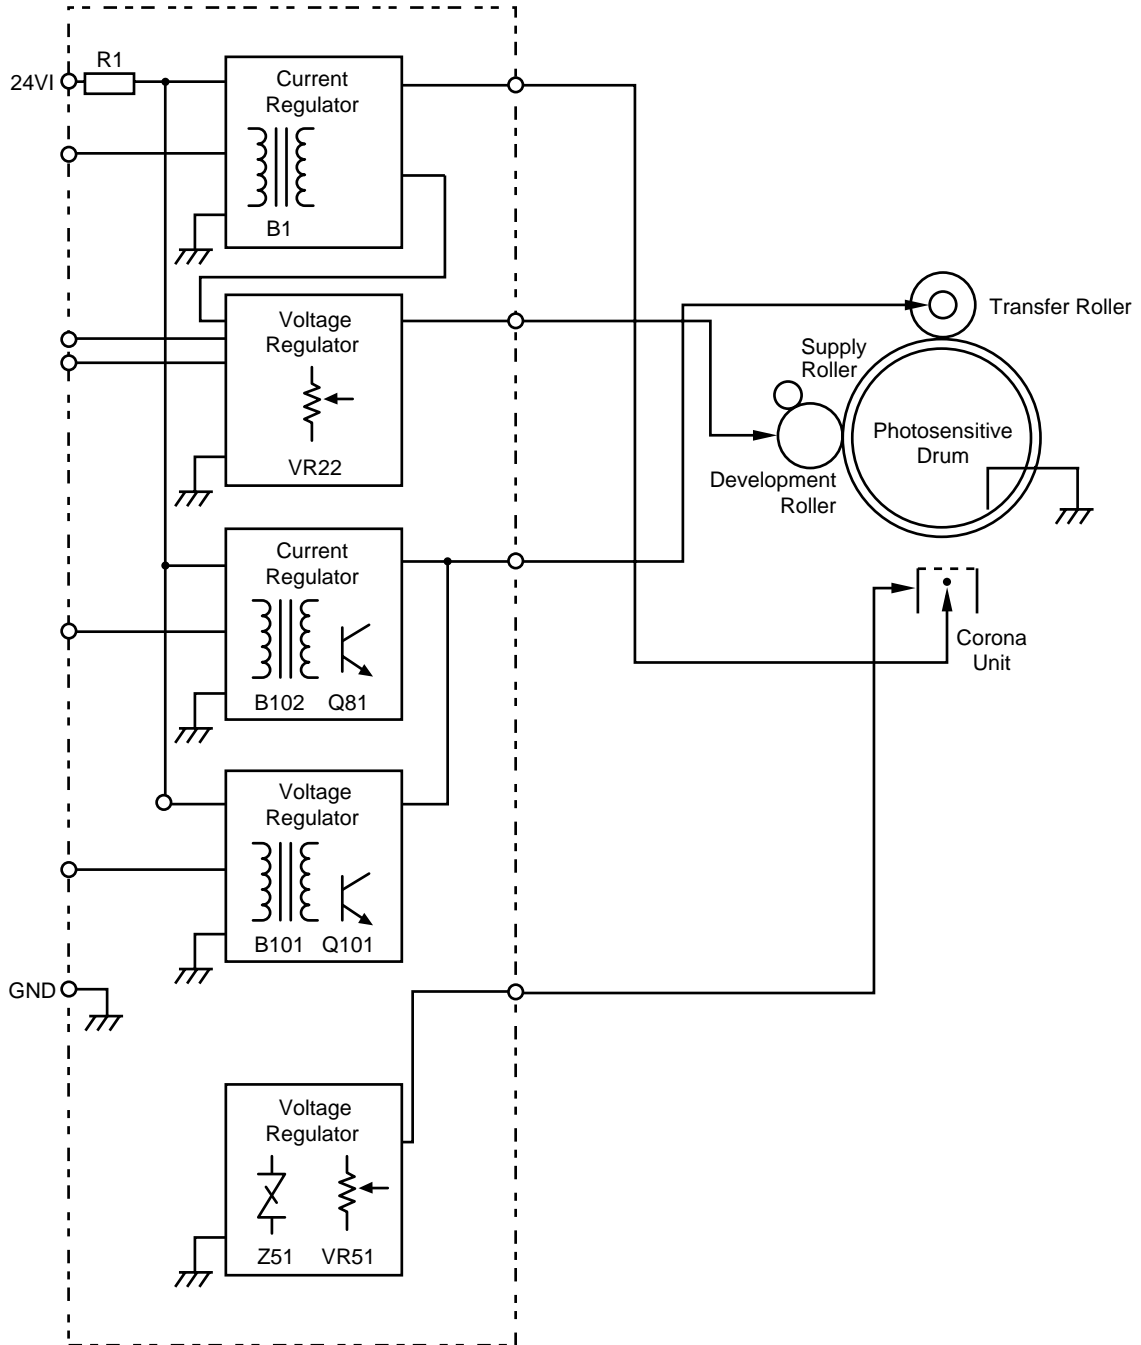 R1
24VI
Current
Regulator
B1
Voltage
Regulator
VR22
Transfer Roller
Supply
Roller
Photosensitive
Drum
Development
Roller
Current
Regulator
B102 Q81
Corona
Unit
Voltage
Regulator
B101 Q101
GND
Voltage
Regulator
Z51 VR51